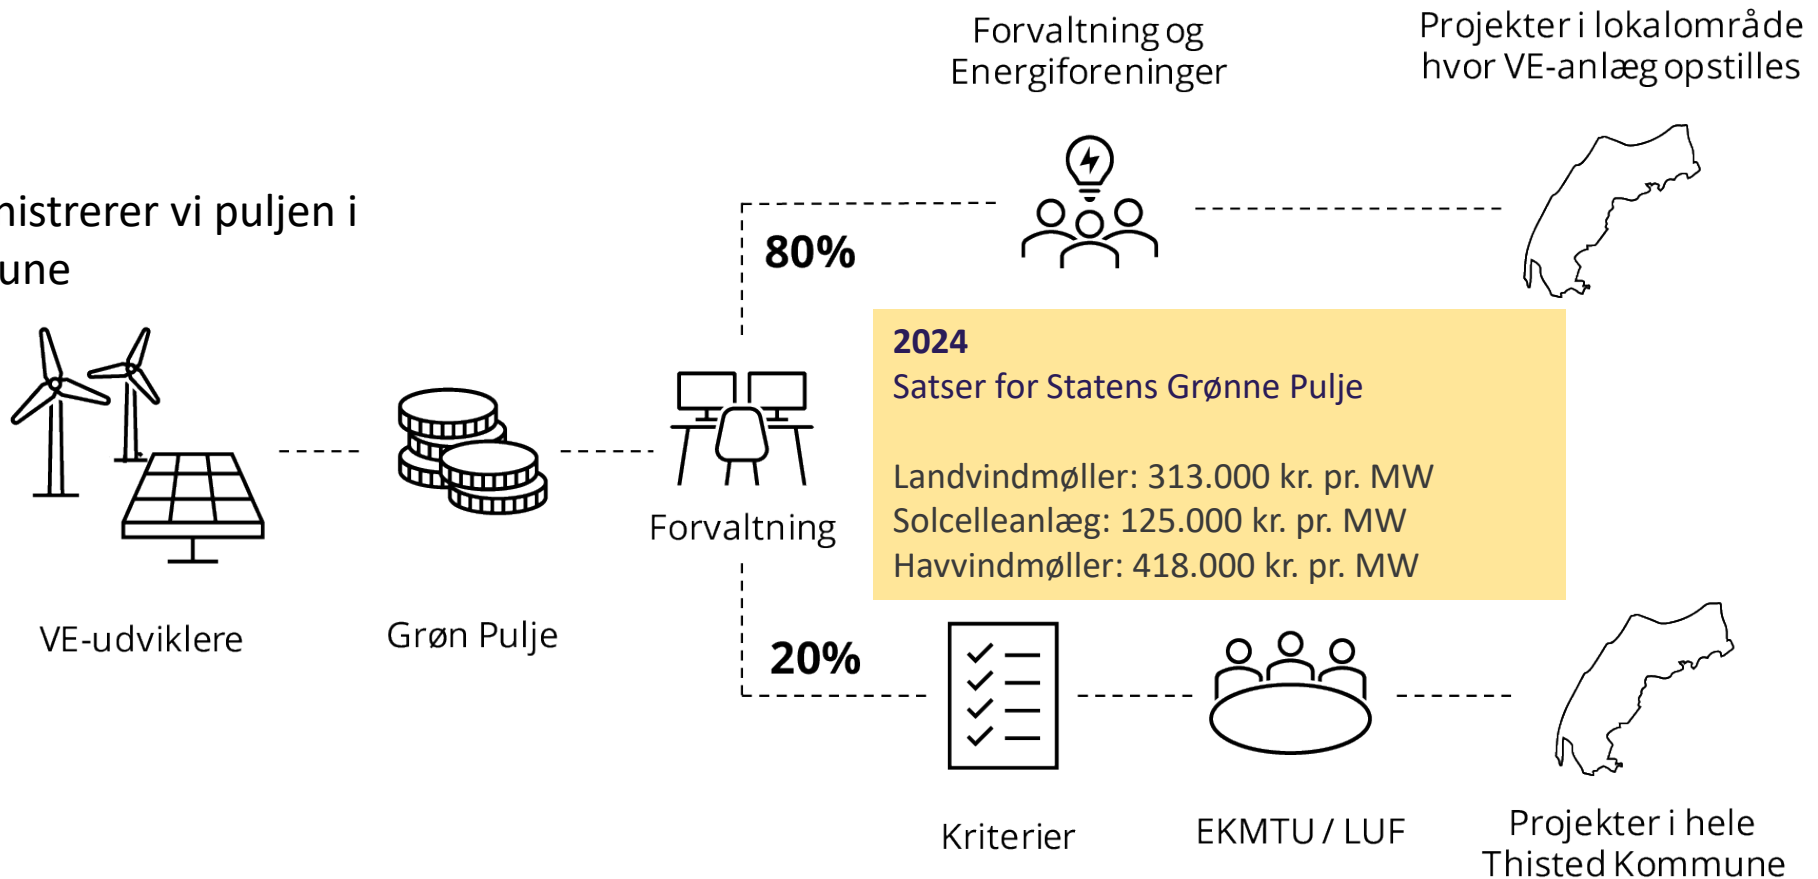 Forvaltning og
Energiforeninger
Projekter i lokalområde
hvor VE-anlæg opstilles
nistrerer vi puljen i
une
80%
2024
Satser for Statens Grønne Pulje
Landvindmøller: 313.000 kr. pr. MW
Solcelleanlæg: 125.000 kr. pr. MW
Havvindmøller: 418.000 kr. pr. MW
Forvaltning
VE-udviklere
Grøn Pulje
20%
Kriterier
EKMTU / LUF
Projekter i hele
Thisted Kommune